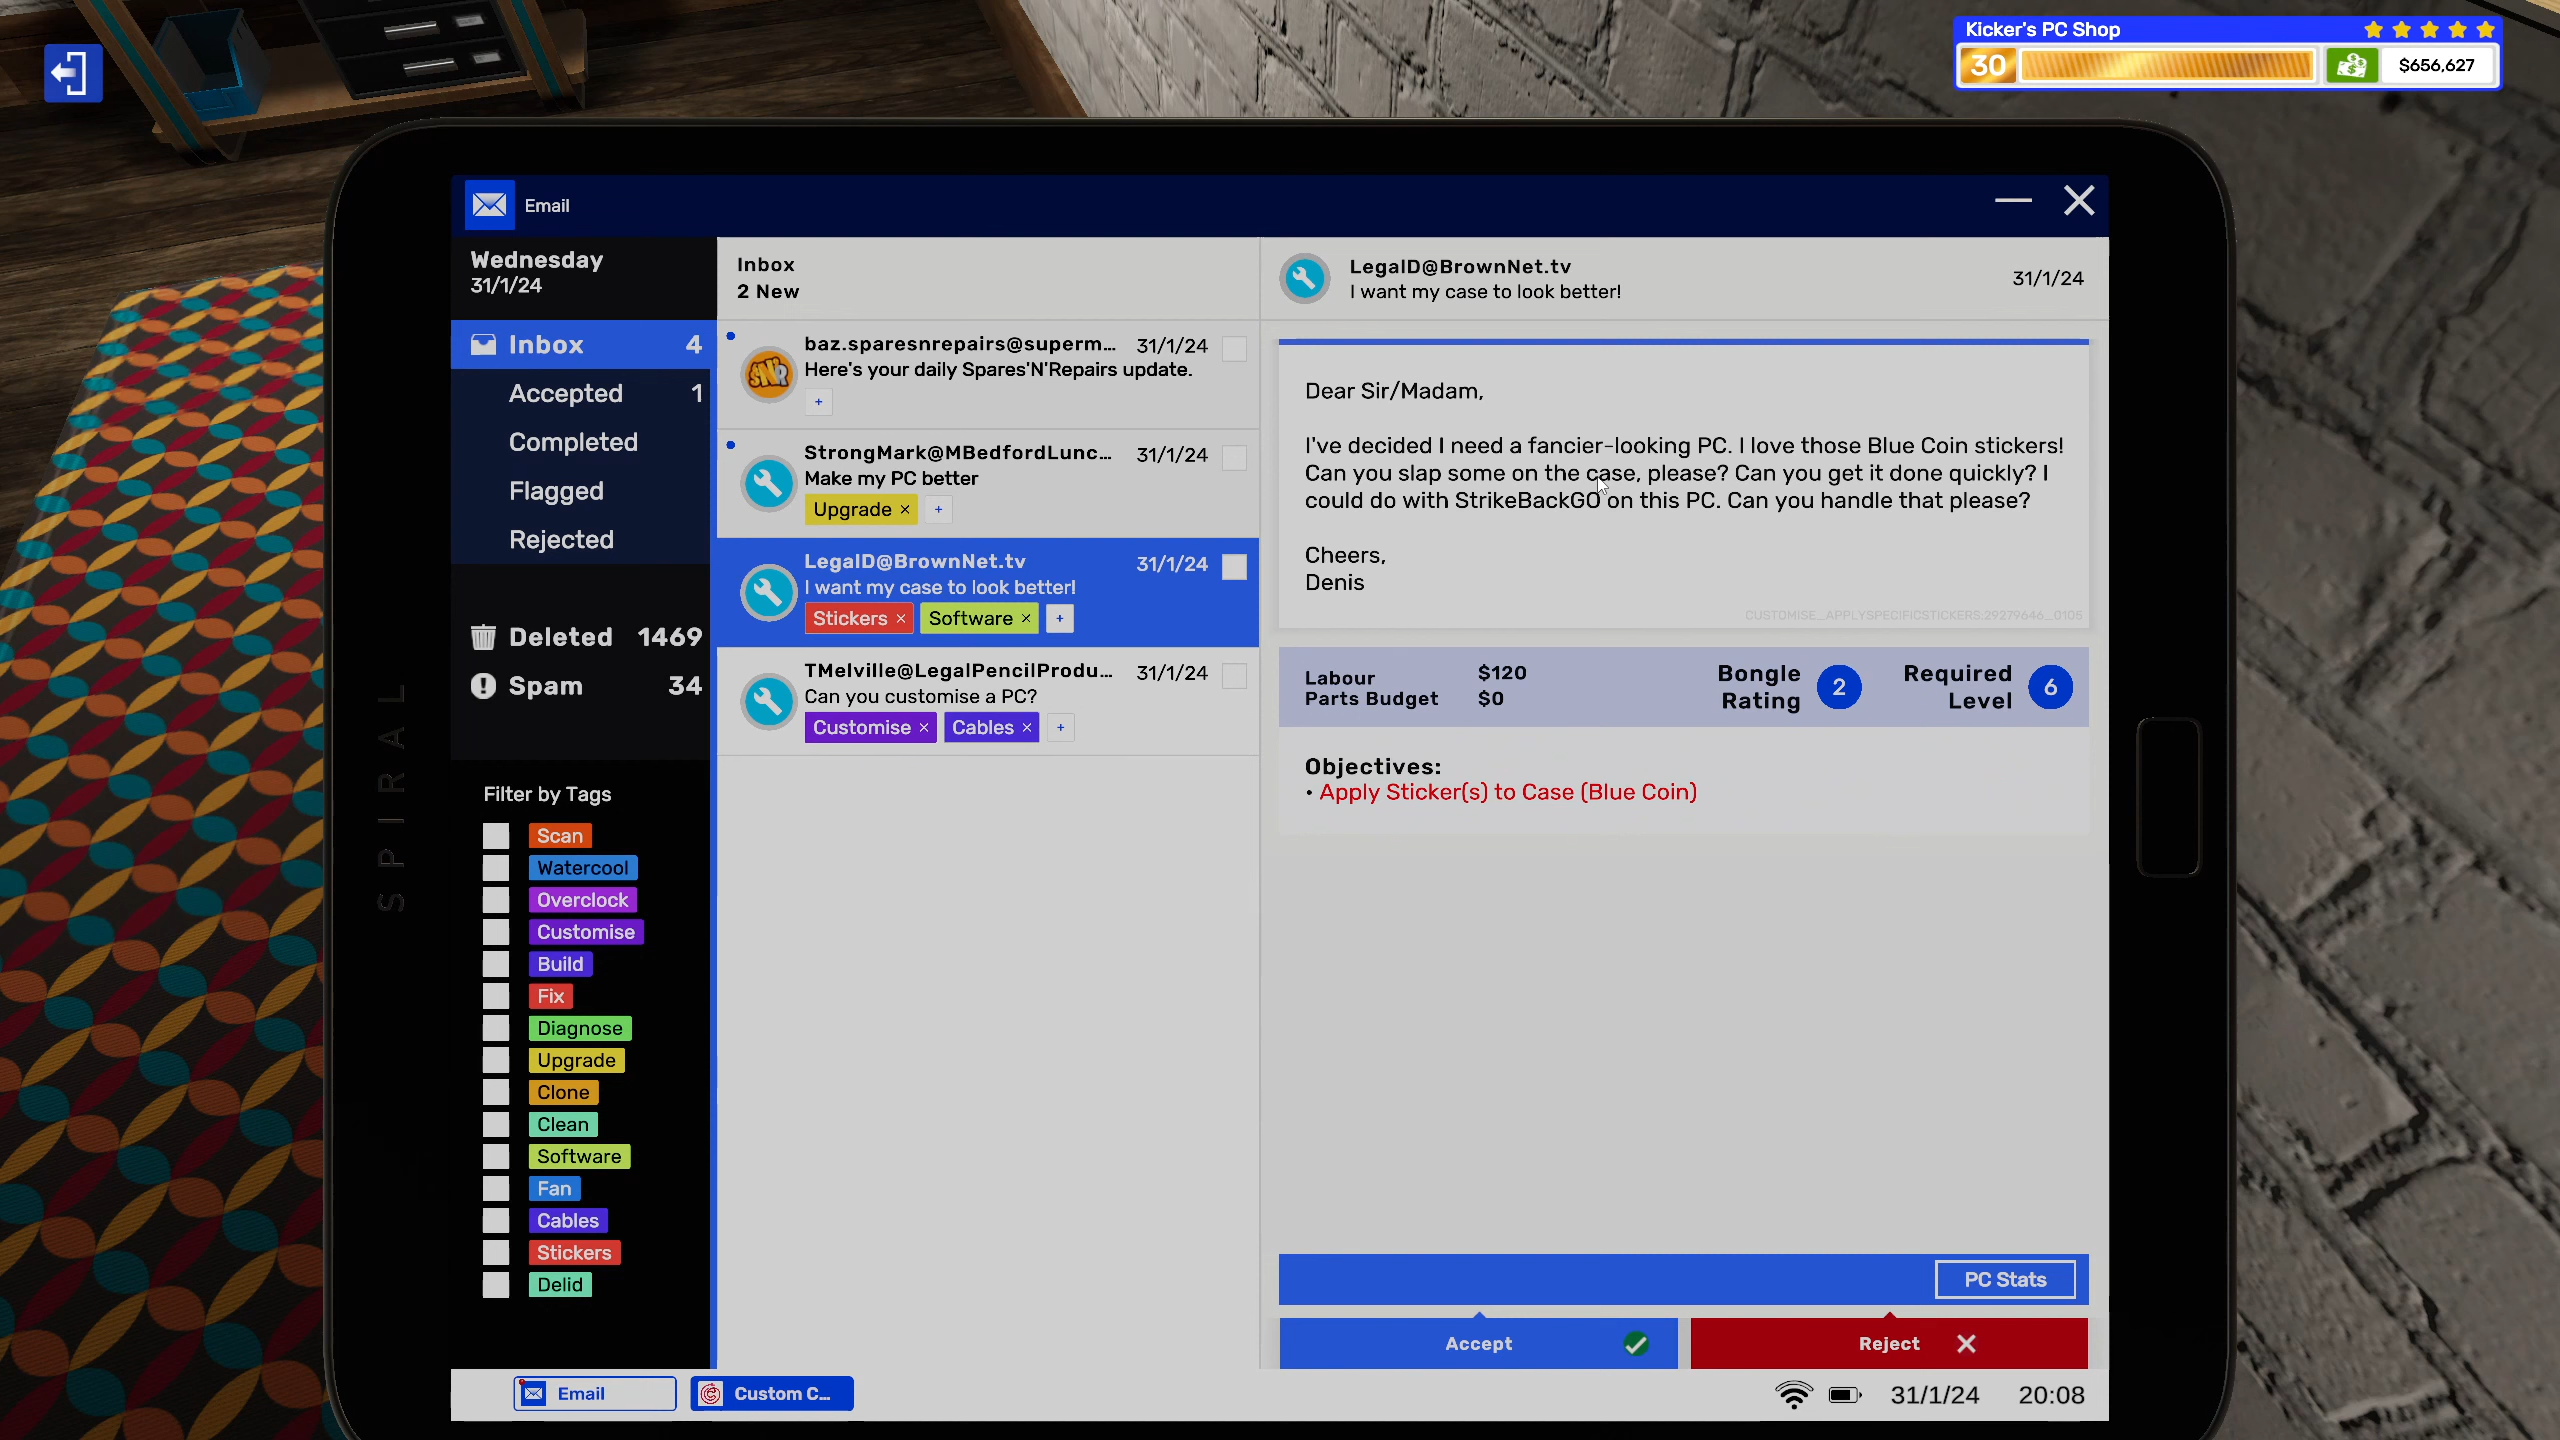 Kicker's PC Shop
30
$656,627
Email
Wednesday
31/1/24
Inbox 4
Accepted 1
Completed
Flagged
Rejected
Deleted 1469
Spam 34
Filter by Tags
Scan
Watercool
Overclock
Customise
Build
Fix
Diagnose
Upgrade
Clone
Clean
Software
Fan
Cables
Stickers
Delid
Inbox
2 New
baz.sparesnrepairs@superm... 31/1/24
SNR
Here's your daily Spares'N'Repairs update.
+
StrongMark@MBedfordLunc... 31/1/24
Make my PC better
Upgrade × +
LegalD@BrownNet.tv 31/1/24
I want my case to look better!
Stickers × Software × +
TMelville@LegalPencilProdu... 31/1/24
Can you customise a PC?
Customise × Cables × +
LegalD@BrownNet.tv
I want my case to look better!
31/1/24
Dear Sir/Madam,
I've decided I need a fancier-looking PC. I love those Blue Coin stickers!
Can you slap some on the case, please? Can you get it done quickly? I
could do with StrikeBackGO on this PC. Can you handle that please?
Cheers,
Denis
CUSTOMISE_APPLYSPECIFICSTICKERS:29279646_0105
Labour $120
Parts Budget $0
Bongle
Rating 2
Required
Level 6
Objectives:
• Apply Sticker(s) to Case (Blue Coin)
PC Stats
Accept
Reject
Email
Custom C...
31/1/24 20:08
SPIRAL